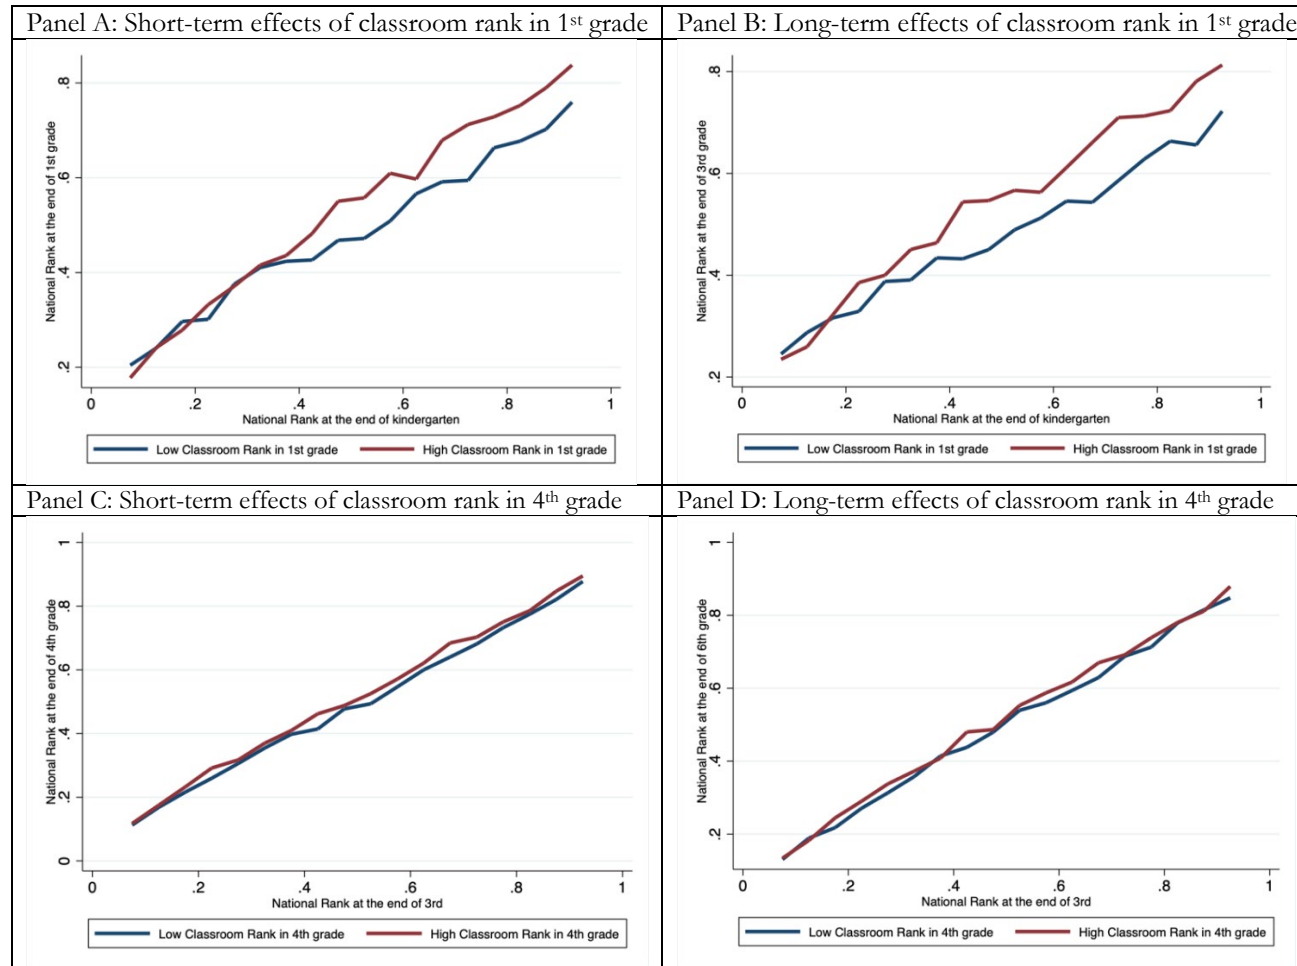 Panel A: Short-term effects of classroom rank in 1st grade
National Rank at the end of 1st grade
.8
.6
.4
.2
0 .2 .4 .6 .8 1
National Rank at the end of kindergarten
Low Classroom Rank in 1st grade High Classroom Rank in 1st grade
Panel B: Long-term effects of classroom rank in 1st grade
National Rank at the end of 3rd grade
.8
.6
.4
.2
0 .2 .4 .6 .8 1
National Rank at the end of kindergarten
Low Classroom Rank in 1st grade High Classroom Rank in 1st grade
Panel C: Short-term effects of classroom rank in 4th grade
National Rank at the end of 4th grade
1
.8
.6
.4
.2
0
0 .2 .4 .6 .8 1
National Rank at the end of 3rd
Low Classroom Rank in 4th grade High Classroom Rank in 4th grade
Panel D: Long-term effects of classroom rank in 4th grade
National Rank at the end of 6th grade
1
.8
.6
.4
.2
0 .2 .4 .6 .8 1
National Rank at the end of 3rd
Low Classroom Rank in 4th grade High Classroom Rank in 4th grade